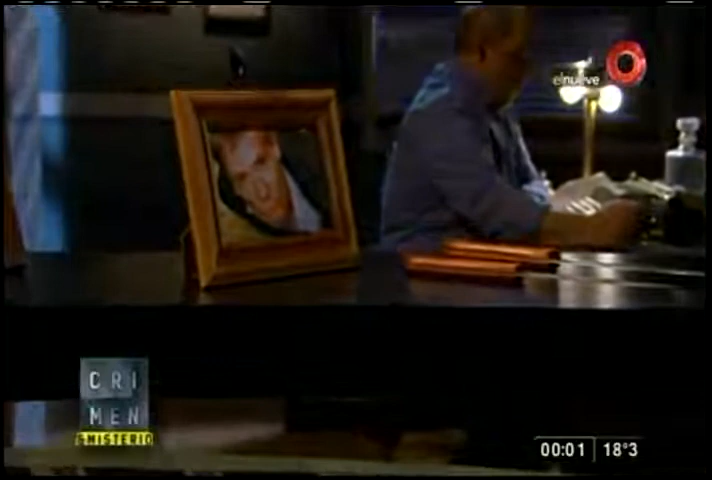 elnueve
CRI
MEN
&MISTERIO
00:01 18°3